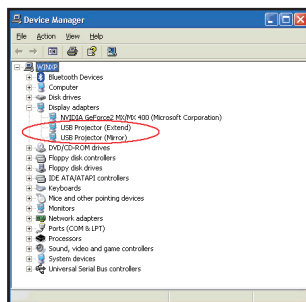 Device Manager
File Action View Help
WINXP
Bluetooth Devices
Computer
Disk drives
Display adapters
NVIDIA GeForce2 MX/MX 400 (Microsoft Corporation)
USB Projector (Extend)
USB Projector (Mirror)
DVD/CD-ROM drives
Floppy disk controllers
Floppy disk drives
IDE ATA/ATAPI controllers
Keyboards
Mice and other pointing devices
Monitors
Network adapters
Ports (COM & LPT)
Processors
Sound, video and game controllers
System devices
Universal Serial Bus controllers